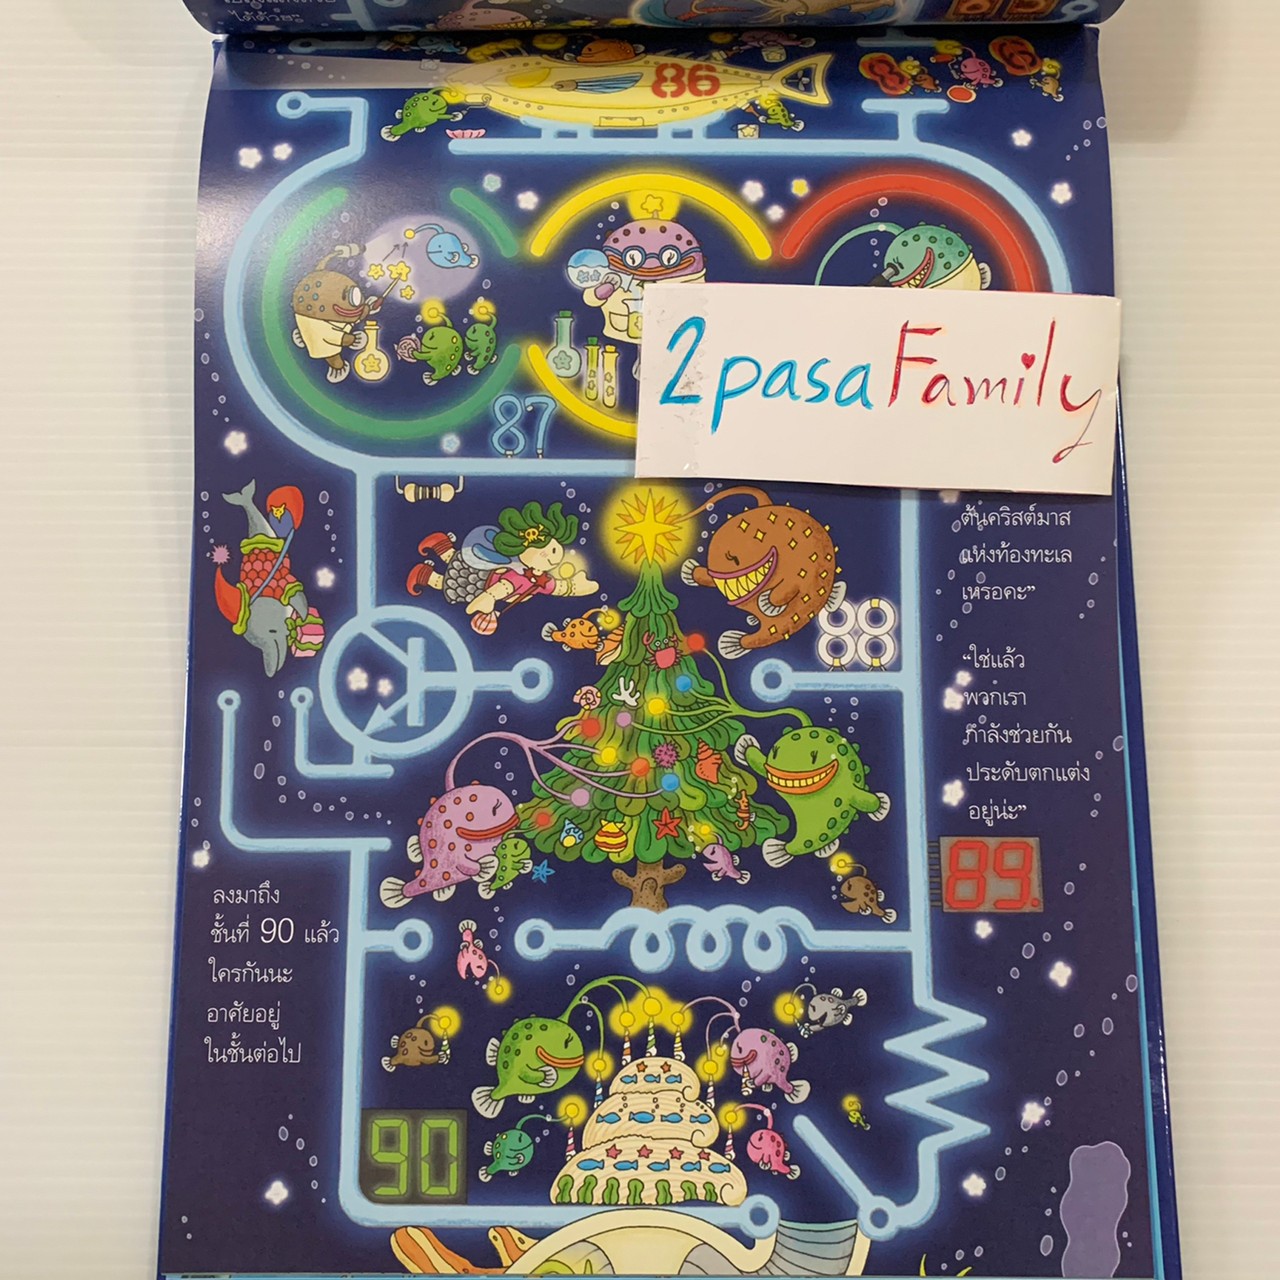 ได้ด้วย”
86
87
2pasaFamily
ต้นคริสต์มาส
แห่งท้องทะเล
เหรอคะ”
88
“ใช่แล้ว
พวกเรา
กำลังช่วยกัน
ประดับตกแต่ง
อยู่น่ะ”
89
ลงมาถึง
ชั้นที่ 90 แล้ว
ใครกันนะ
อาศัยอยู่
ในชั้นต่อไป
90